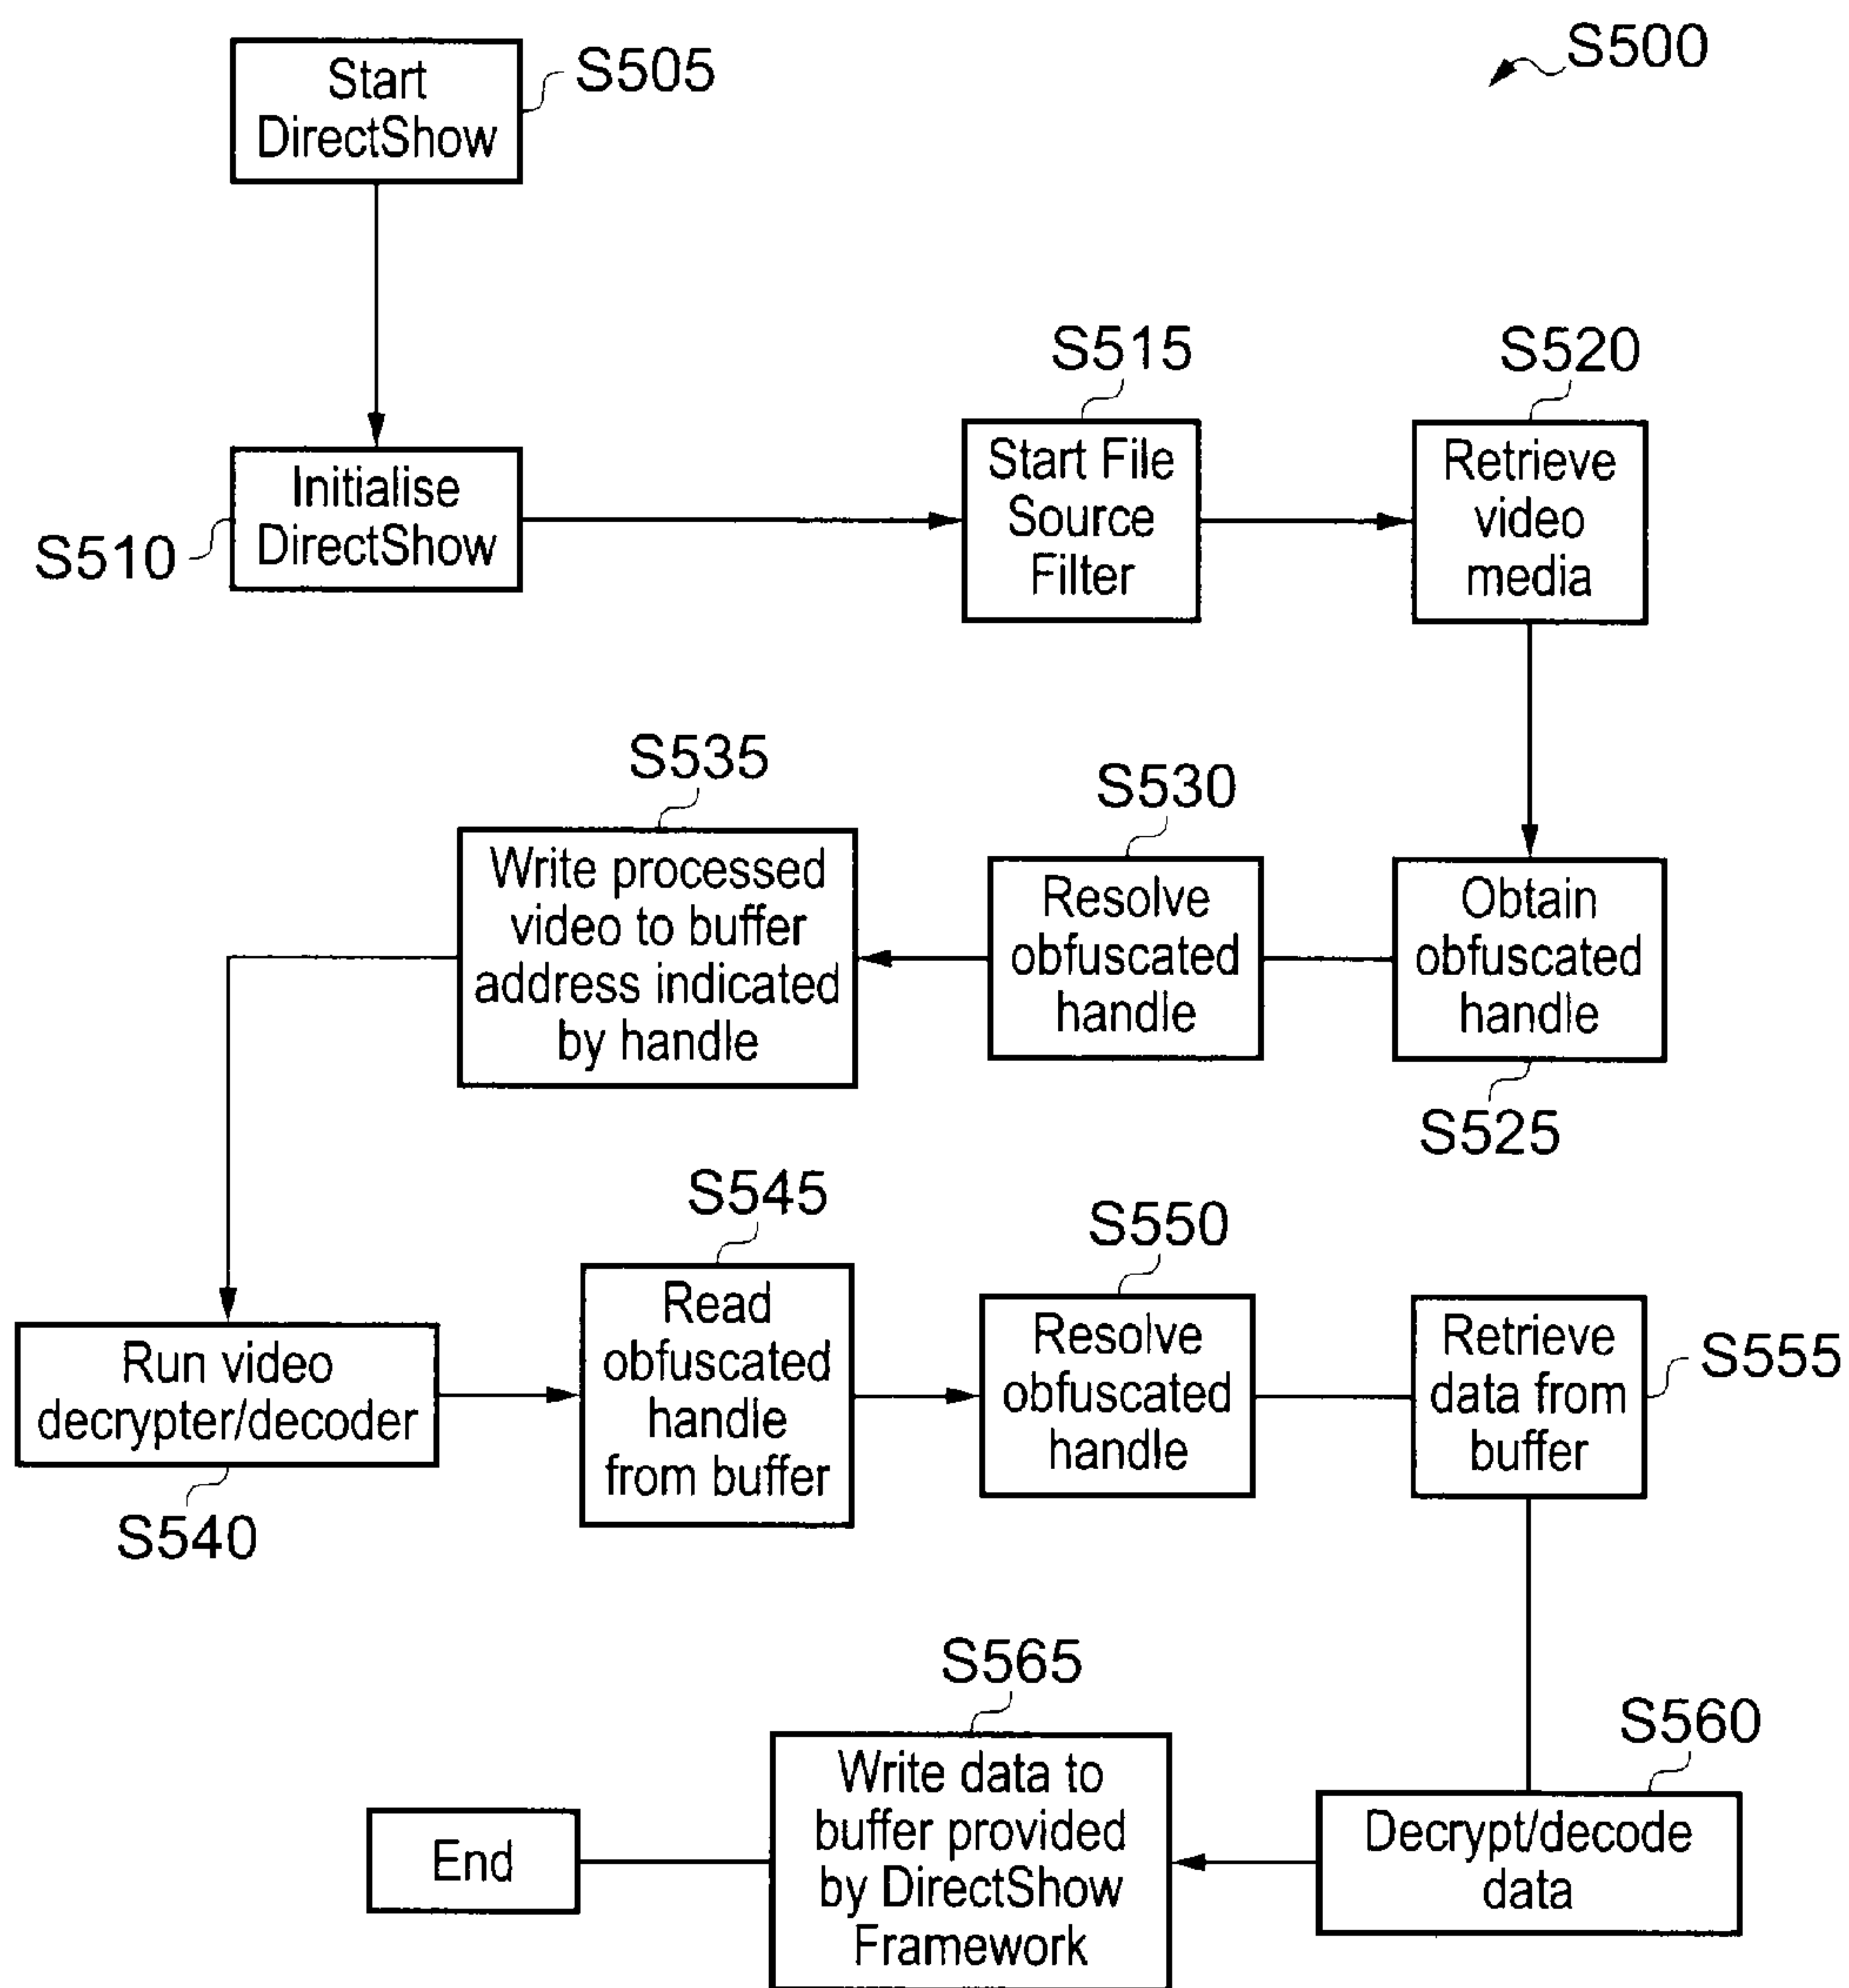 S500
Start
DirectShow
S505
Initialise
DirectShow
S510
S515
Start File
Source
Filter
S520
Retrieve
video
media
S535
Write processed
video to buffer
address indicated
by handle
S530
Resolve
obfuscated
handle
Obtain
obfuscated
handle
S525
Run video
decrypter/decoder
S540
S545
Read
obfuscated
handle
from buffer
S550
Resolve
obfuscated
handle
Retrieve
data from
buffer
S555
End
S565
Write data to
buffer provided
by DirectShow
Framework
S560
Decrypt/decode
data